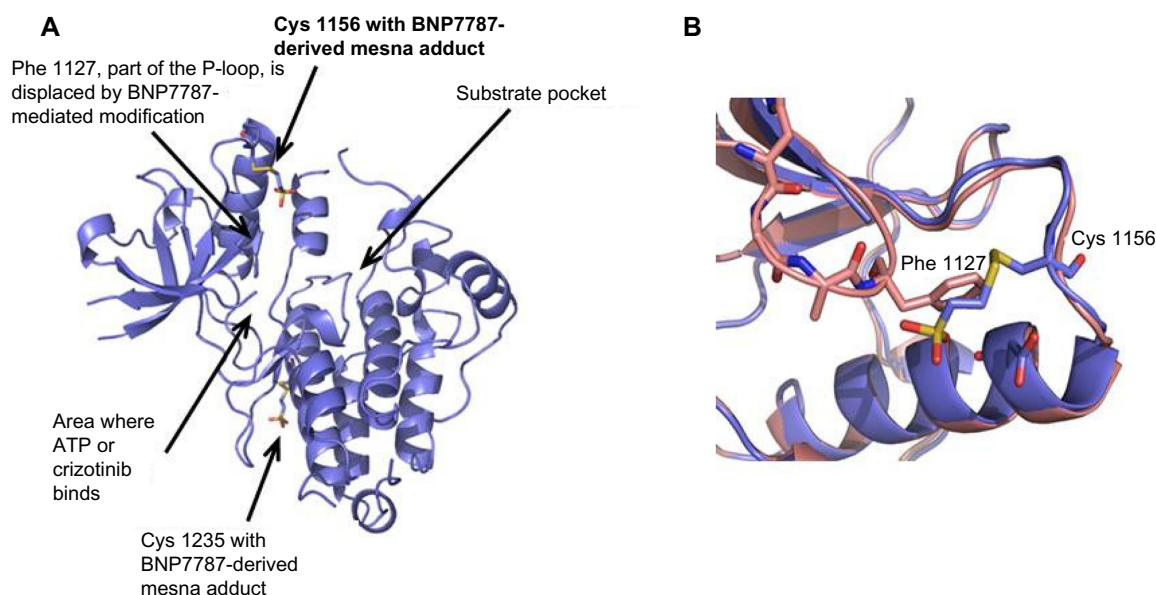 A
Cys 1156 with BNP7787-
derived mesna adduct
Phe 1127, part of the P-loop, is
displaced by BNP7787-
mediated modification
Substrate pocket
Area where
ATP or
crizotinib
binds
Cys 1235 with
BNP7787-derived
mesna adduct
B
Phe 1127
Cys 1156